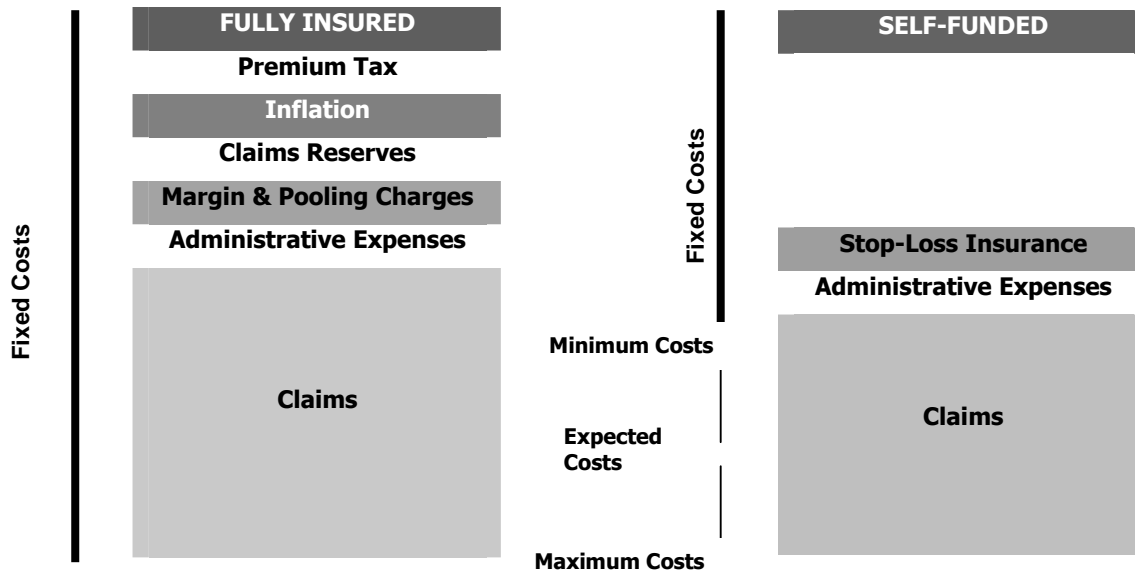 FULLY INSURED
Premium Tax
Inflation
Claims Reserves
Margin & Pooling Charges
Administrative Expenses
Claims
Fixed Costs
SELF-FUNDED
Stop-Loss Insurance
Administrative Expenses
Claims
Fixed Costs
Minimum Costs
Expected
Costs
Maximum Costs